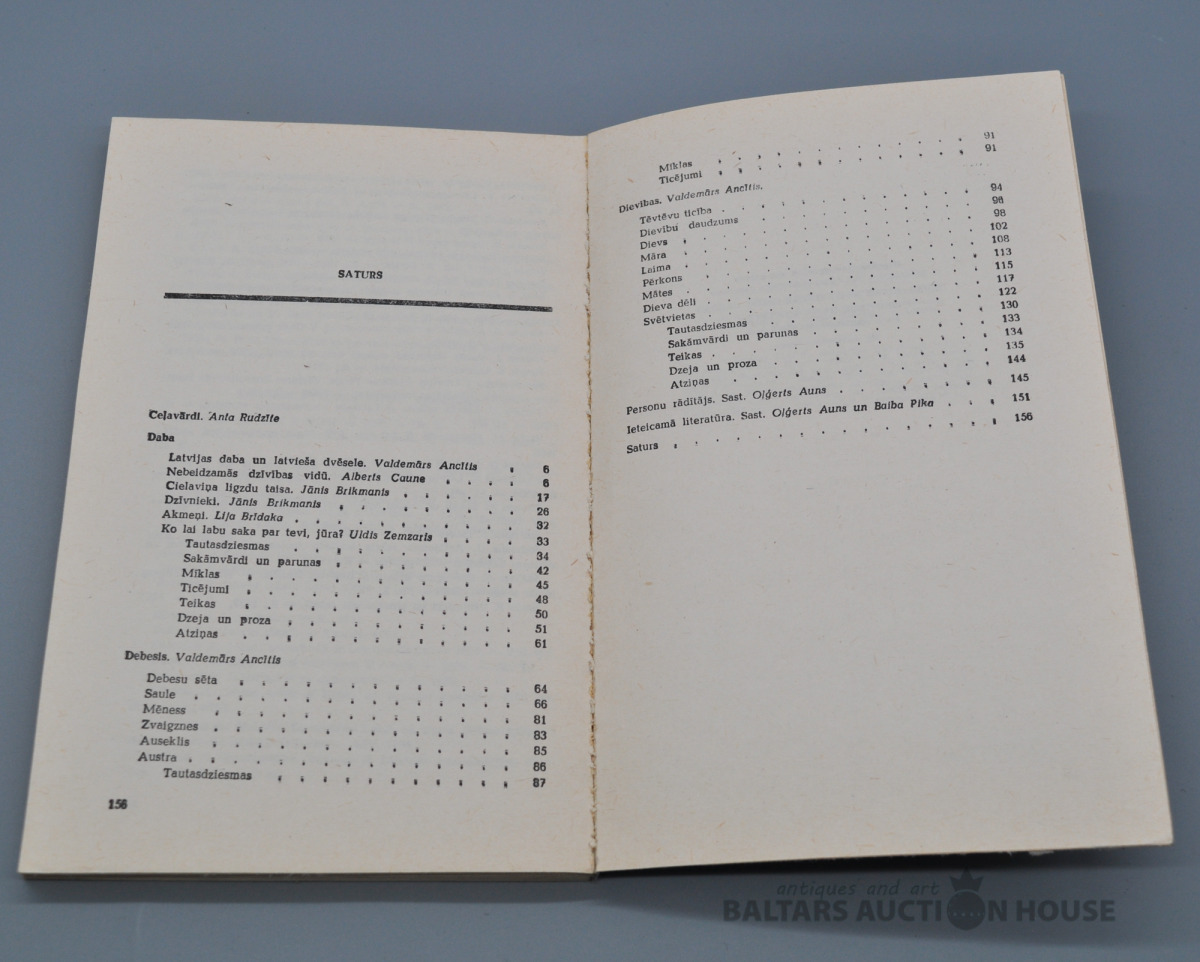 SATURS
Ceļavārdi. Anta Rudzīte
Daba
Latvijas daba un latvieša dvēsele. Valdemārs Ancītis . 6
Nebeidzamās dzīvības vidū. Alberts Caune . . . . 6
Cielaviņa ligzdu taisa. Jānis Brikmanis . . . . . . 17
Dzīvnieki. Jānis Brikmanis . . . . . . . . . 26
Akmeņi. Lija Brīdaka . . . . . . . . . . 32
Ko lai labu saka par tevi, jūra? Uldis Zemzaris . . . . 33
Tautasdziesmas . . . . . . . . . . 34
Sakāmvārdi un parunas . . . . . . . . 42
Mīklas . . . . . . . . . . . . 45
Ticējumi . . . . . . . . . . . . 48
Teikas . . . . . . . . . . . . 50
Dzeja un proza . . . . . . . . . . 51
Atziņas . . . . . . . . . . . . 61
Debesis. Valdemārs Ancītis
Debesu sēta . . . . . . . . . . . . 64
Saule . . . . . . . . . . . . . . 66
Mēness . . . . . . . . . . . . . 81
Zvaigznes . . . . . . . . . . . . . 83
Auseklis . . . . . . . . . . . . . 85
Austra . . . . . . . . . . . . . . 86
Tautasdziesmas . . . . . . . . . . 87
156
Mīklas . . . . . . . . . . . . 91
Ticējumi . . . . . . . . . . . . 91
Dievības. Valdemārs Ancītis.
Tēvtēvu ticība . . . . . . . . . . . . 94
Dievību daudzums . . . . . . . . . . 96
Dievs . . . . . . . . . . . . . . 98
Māra . . . . . . . . . . . . . . 102
Laima . . . . . . . . . . . . . . 108
Pērkons . . . . . . . . . . . . . 113
Mātes . . . . . . . . . . . . . . 115
Dieva dēli . . . . . . . . . . . . . 117
Svētvietas . . . . . . . . . . . . . 122
Tautasdziesmas . . . . . . . . . . 130
Sakāmvārdi un parunas . . . . . . . . 133
Teikas . . . . . . . . . . . . . 134
Dzeja un proza . . . . . . . . . . 135
Atziņas . . . . . . . . . . . . 144
Personu rādītājs. Sast. Oļģerts Auns . . . . . . . 145
Ieteicamā literatūra. Sast. Oļģerts Auns un Baiba Pīka . . . 151
Saturs . . . . . . . . . . . . . . 156
antiques and art
BALTARS AUCTION HOUSE